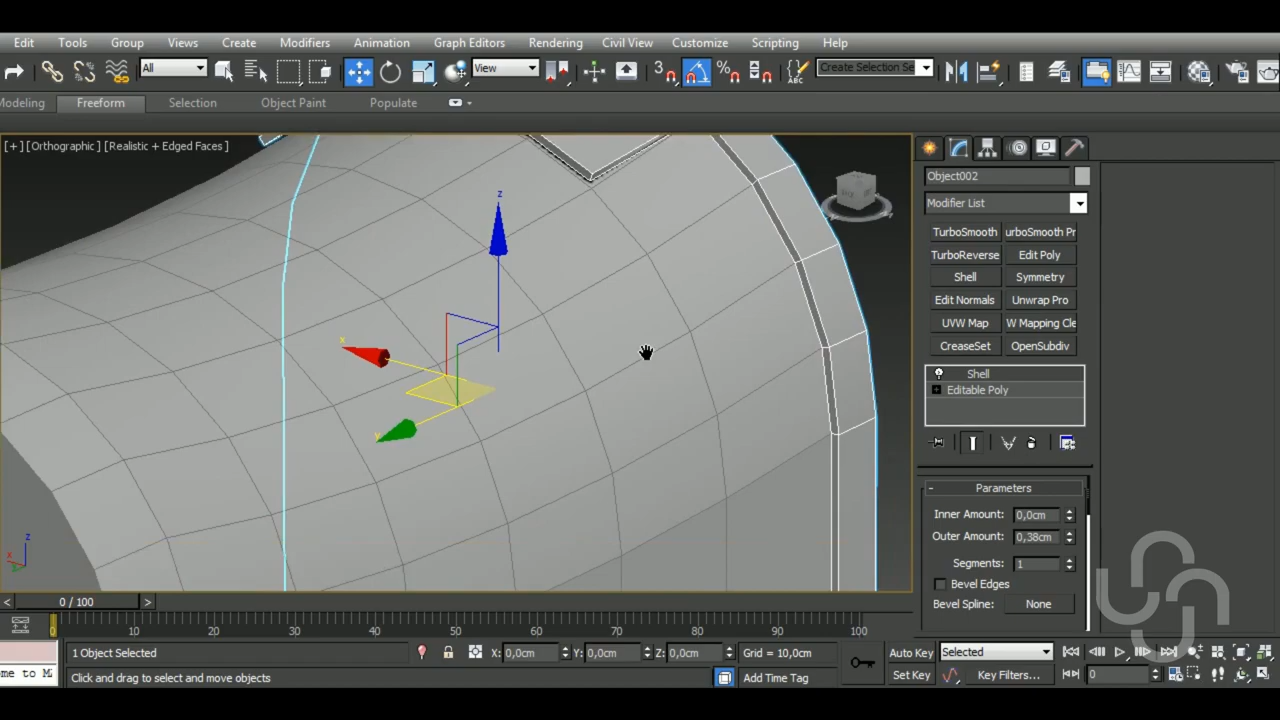 Edit Tools Group Views Create Modifiers Animation Graph Editors Rendering Civil View Customize Scripting Help
All View 3 % ABC Create Selection Se
Modeling Freeform Selection Object Paint Populate
[+] [Orthographic ] [Realistic + Edged Faces ]
Object002
Modifier List
TurboSmooth urboSmooth Pr
TurboReverse Edit Poly
Shell Symmetry
Edit Normals Unwrap Pro
UVW Map W Mapping Cle
CreaseSet OpenSubdiv
Shell
Editable Poly
z
x
y
- Parameters
Inner Amount: 0,0cm
Outer Amount: 0,38cm
Segments: 1
Bevel Edges
Bevel Spline: None
z
x
< 0 / 100 >
0 10 20 30 40 50 60 70 80 90 100
1 Object Selected X: 0,0cm Y: 0,0cm Z: 0,0cm Grid = 10,0cm Auto Key Selected
ome to M
Click and drag to select and move objects Add Time Tag Set Key Key Filters... 0